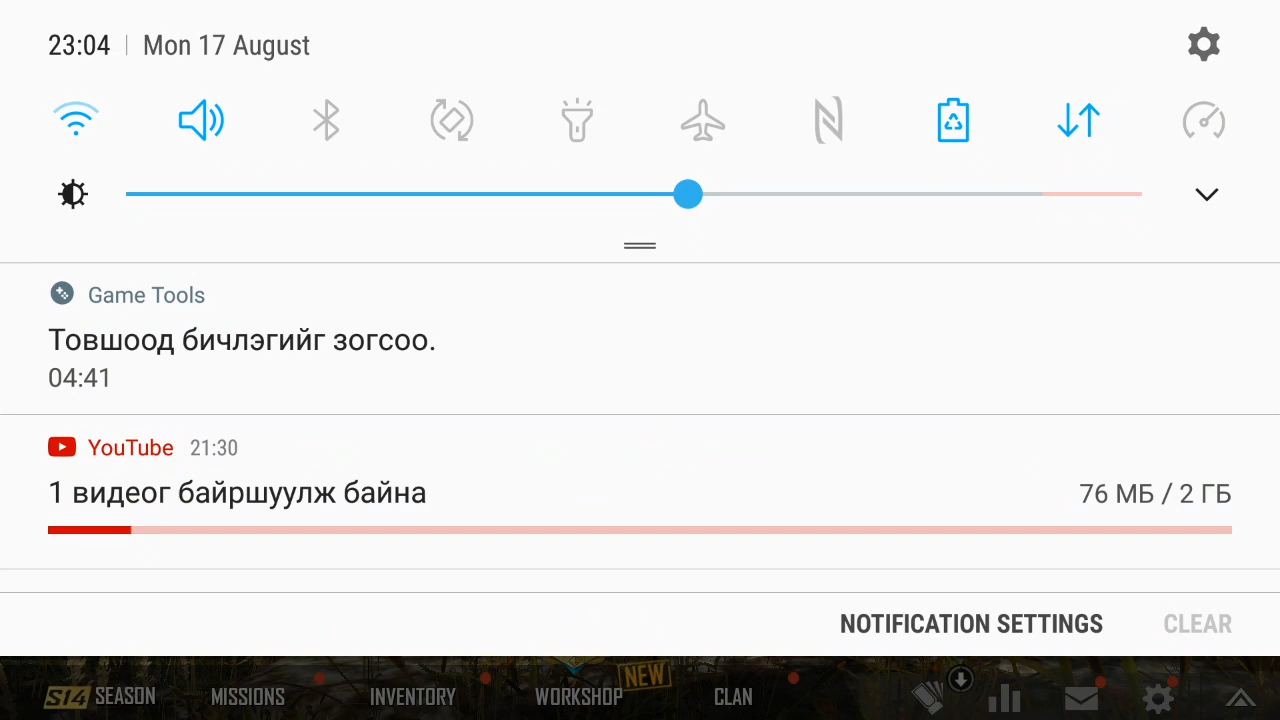 23:04 | Mon 17 August
Game Tools
Товшоод бичлэгийг зогсоо.
04:41
YouTube 21:30
1 видеог байршуулж байна 76 МБ / 2 ГБ
NOTIFICATION SETTINGS CLEAR
NEW
S14 SEASON MISSIONS INVENTORY WORKSHOP CLAN